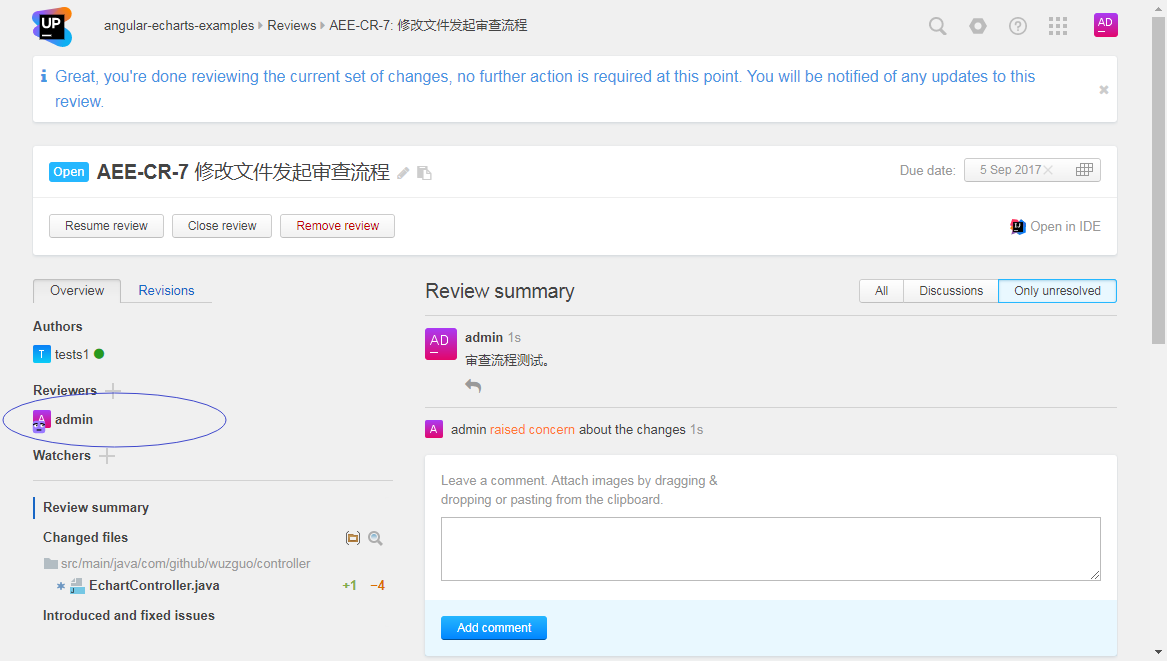 UP
angular-echarts-examples Reviews AEE-CR-7: 修改文件发起审查流程
AD
Great, you're done reviewing the current set of changes, no further action is required at this point. You will be notified of any updates to this
review.
Open AEE-CR-7 修改文件发起审查流程
Due date: 5 Sep 2017
Resume review Close review Remove review
Open in IDE
Overview Revisions
Authors
T tests1
Reviewers
A admin
Watchers
Review summary
Changed files
src/main/java/com/github/wuzguo/controller
* EchartController.java +1 −4
Introduced and fixed issues
Review summary
All Discussions Only unresolved
AD admin 1s
审查流程测试。
A admin raised concern about the changes 1s
Leave a comment. Attach images by dragging &
dropping or pasting from the clipboard.
Add comment